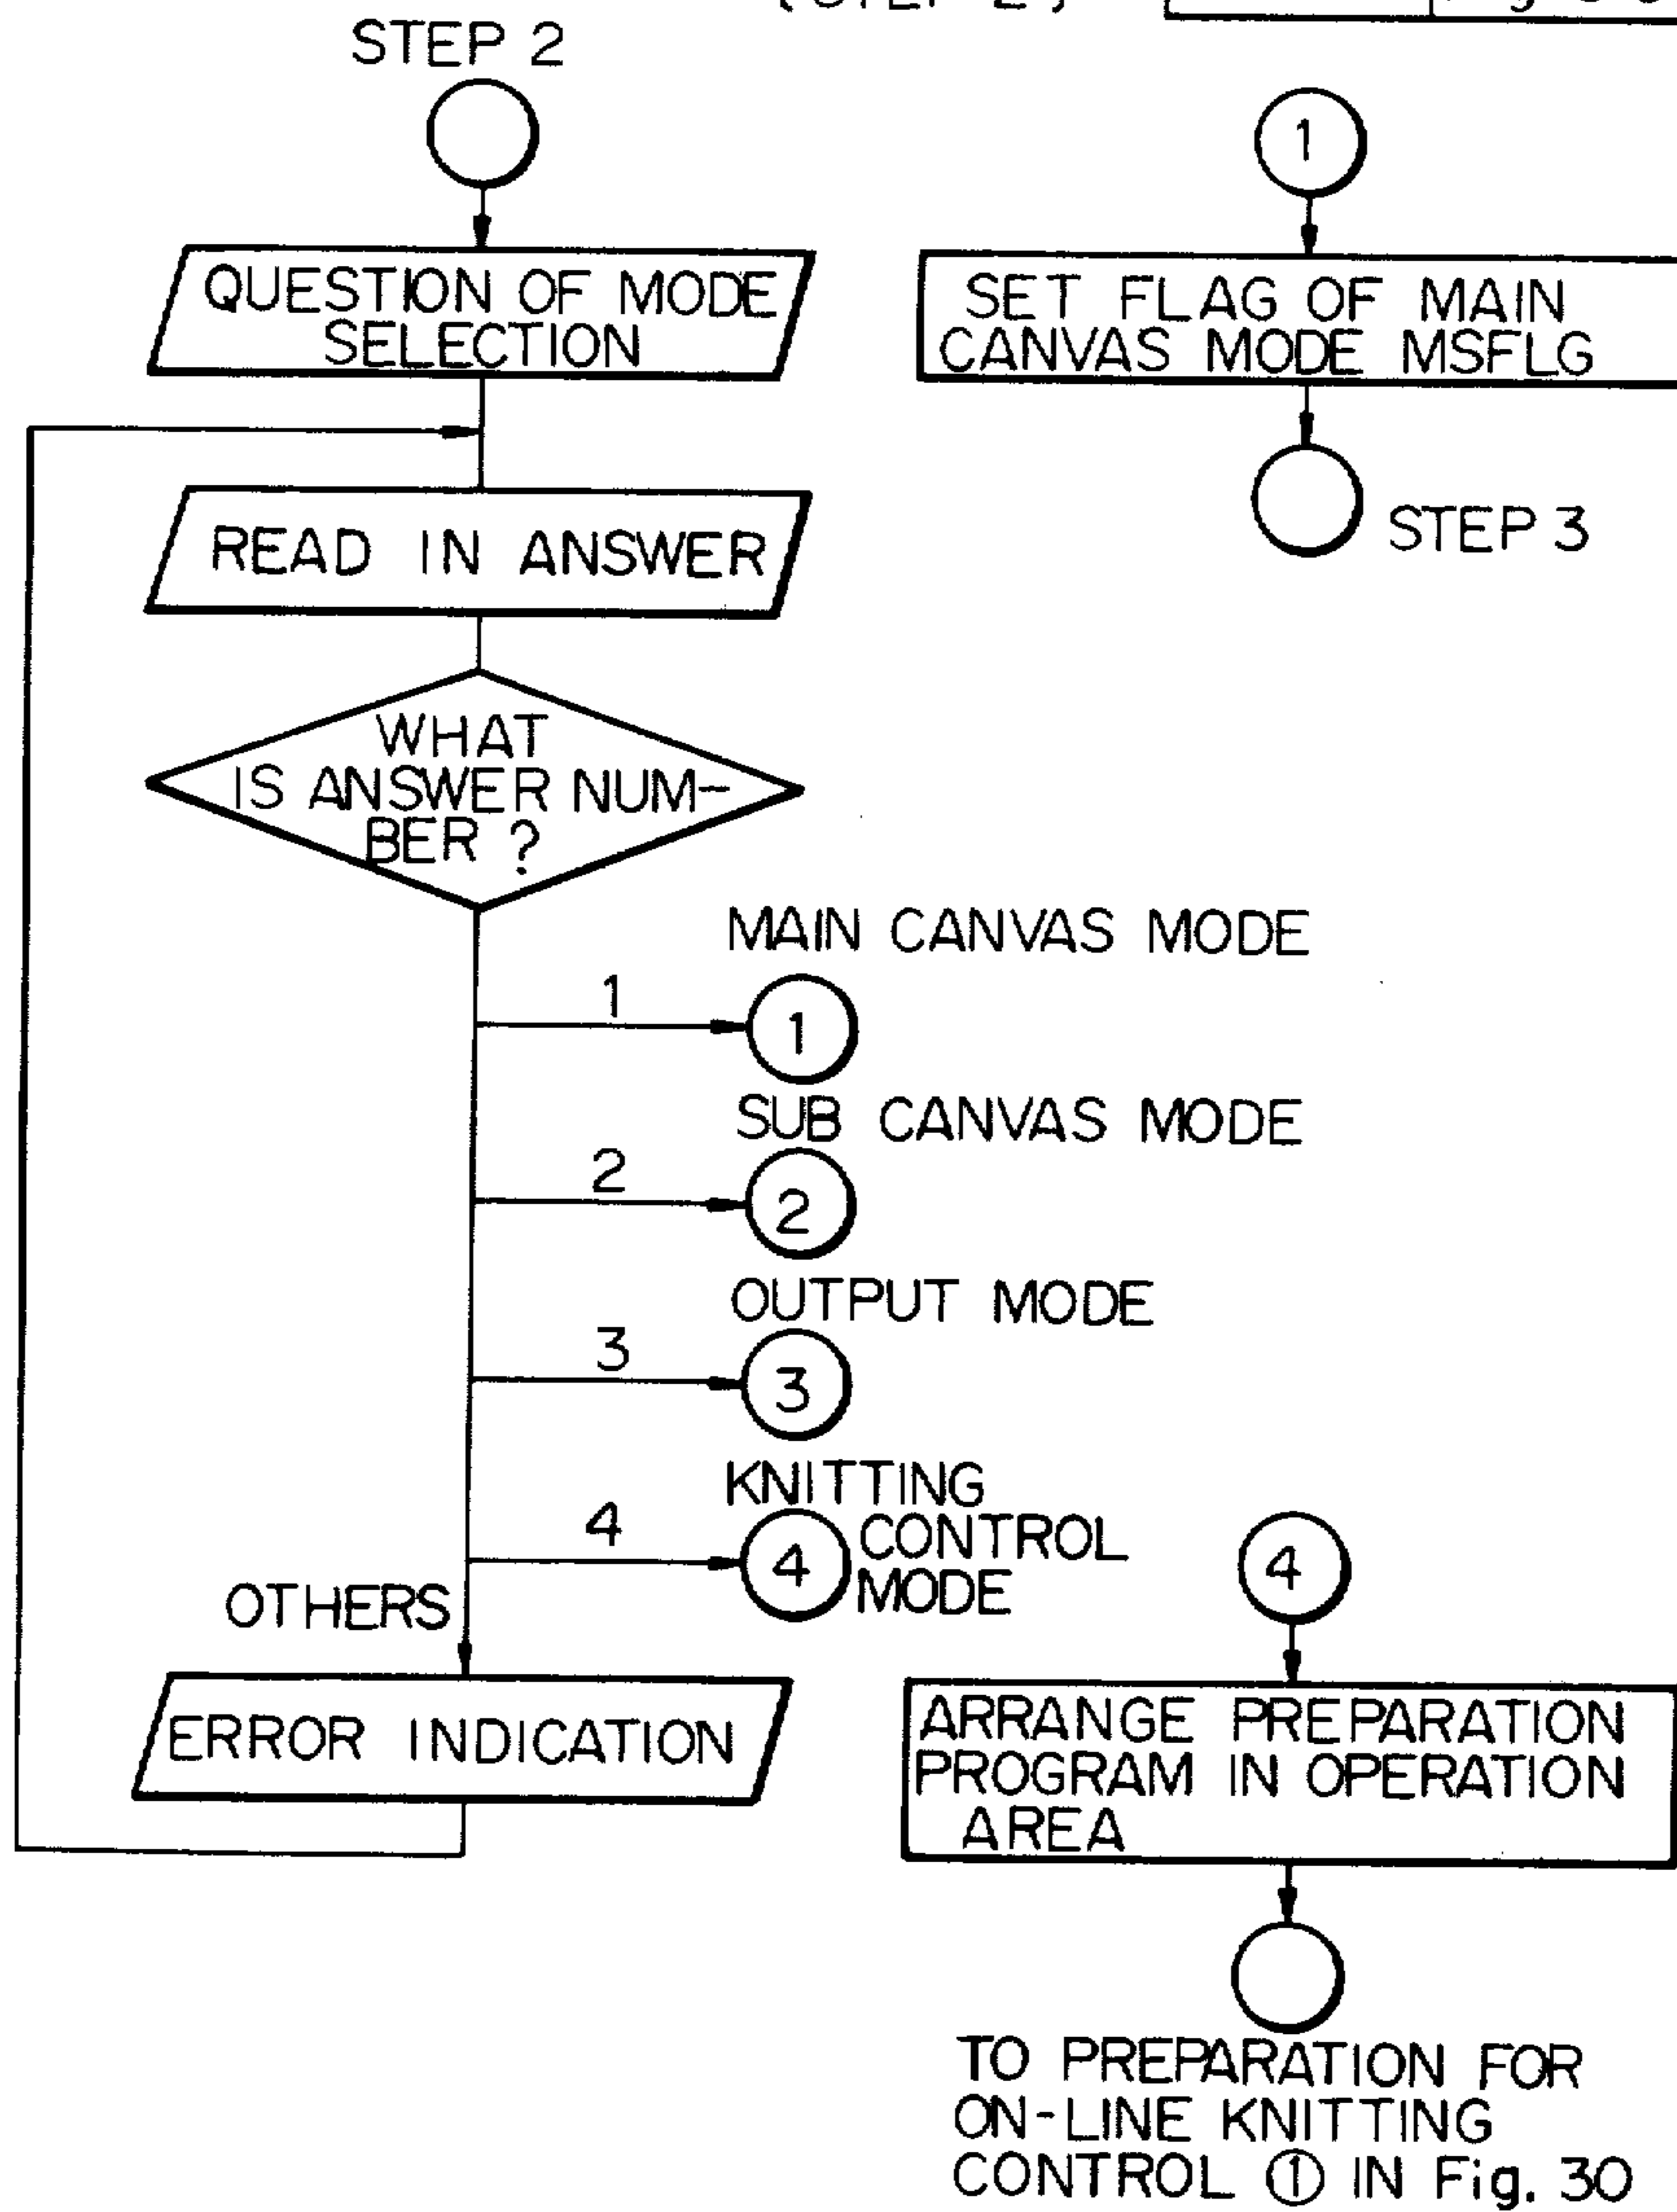 STEP 2
QUESTION OF MODE
SELECTION
READ IN ANSWER
WHAT
IS ANSWER NUM-
BER ?
MAIN CANVAS MODE
1
1
SUB CANVAS MODE
2
2
OUTPUT MODE
3
3
KNITTING
CONTROL
MODE
4
4
OTHERS
ERROR INDICATION
1
SET FLAG OF MAIN
CANVAS MODE MSFLG
STEP 3
4
ARRANGE PREPARATION
PROGRAM IN OPERATION
AREA
TO PREPARATION FOR
ON-LINE KNITTING
CONTROL ① IN Fig. 30